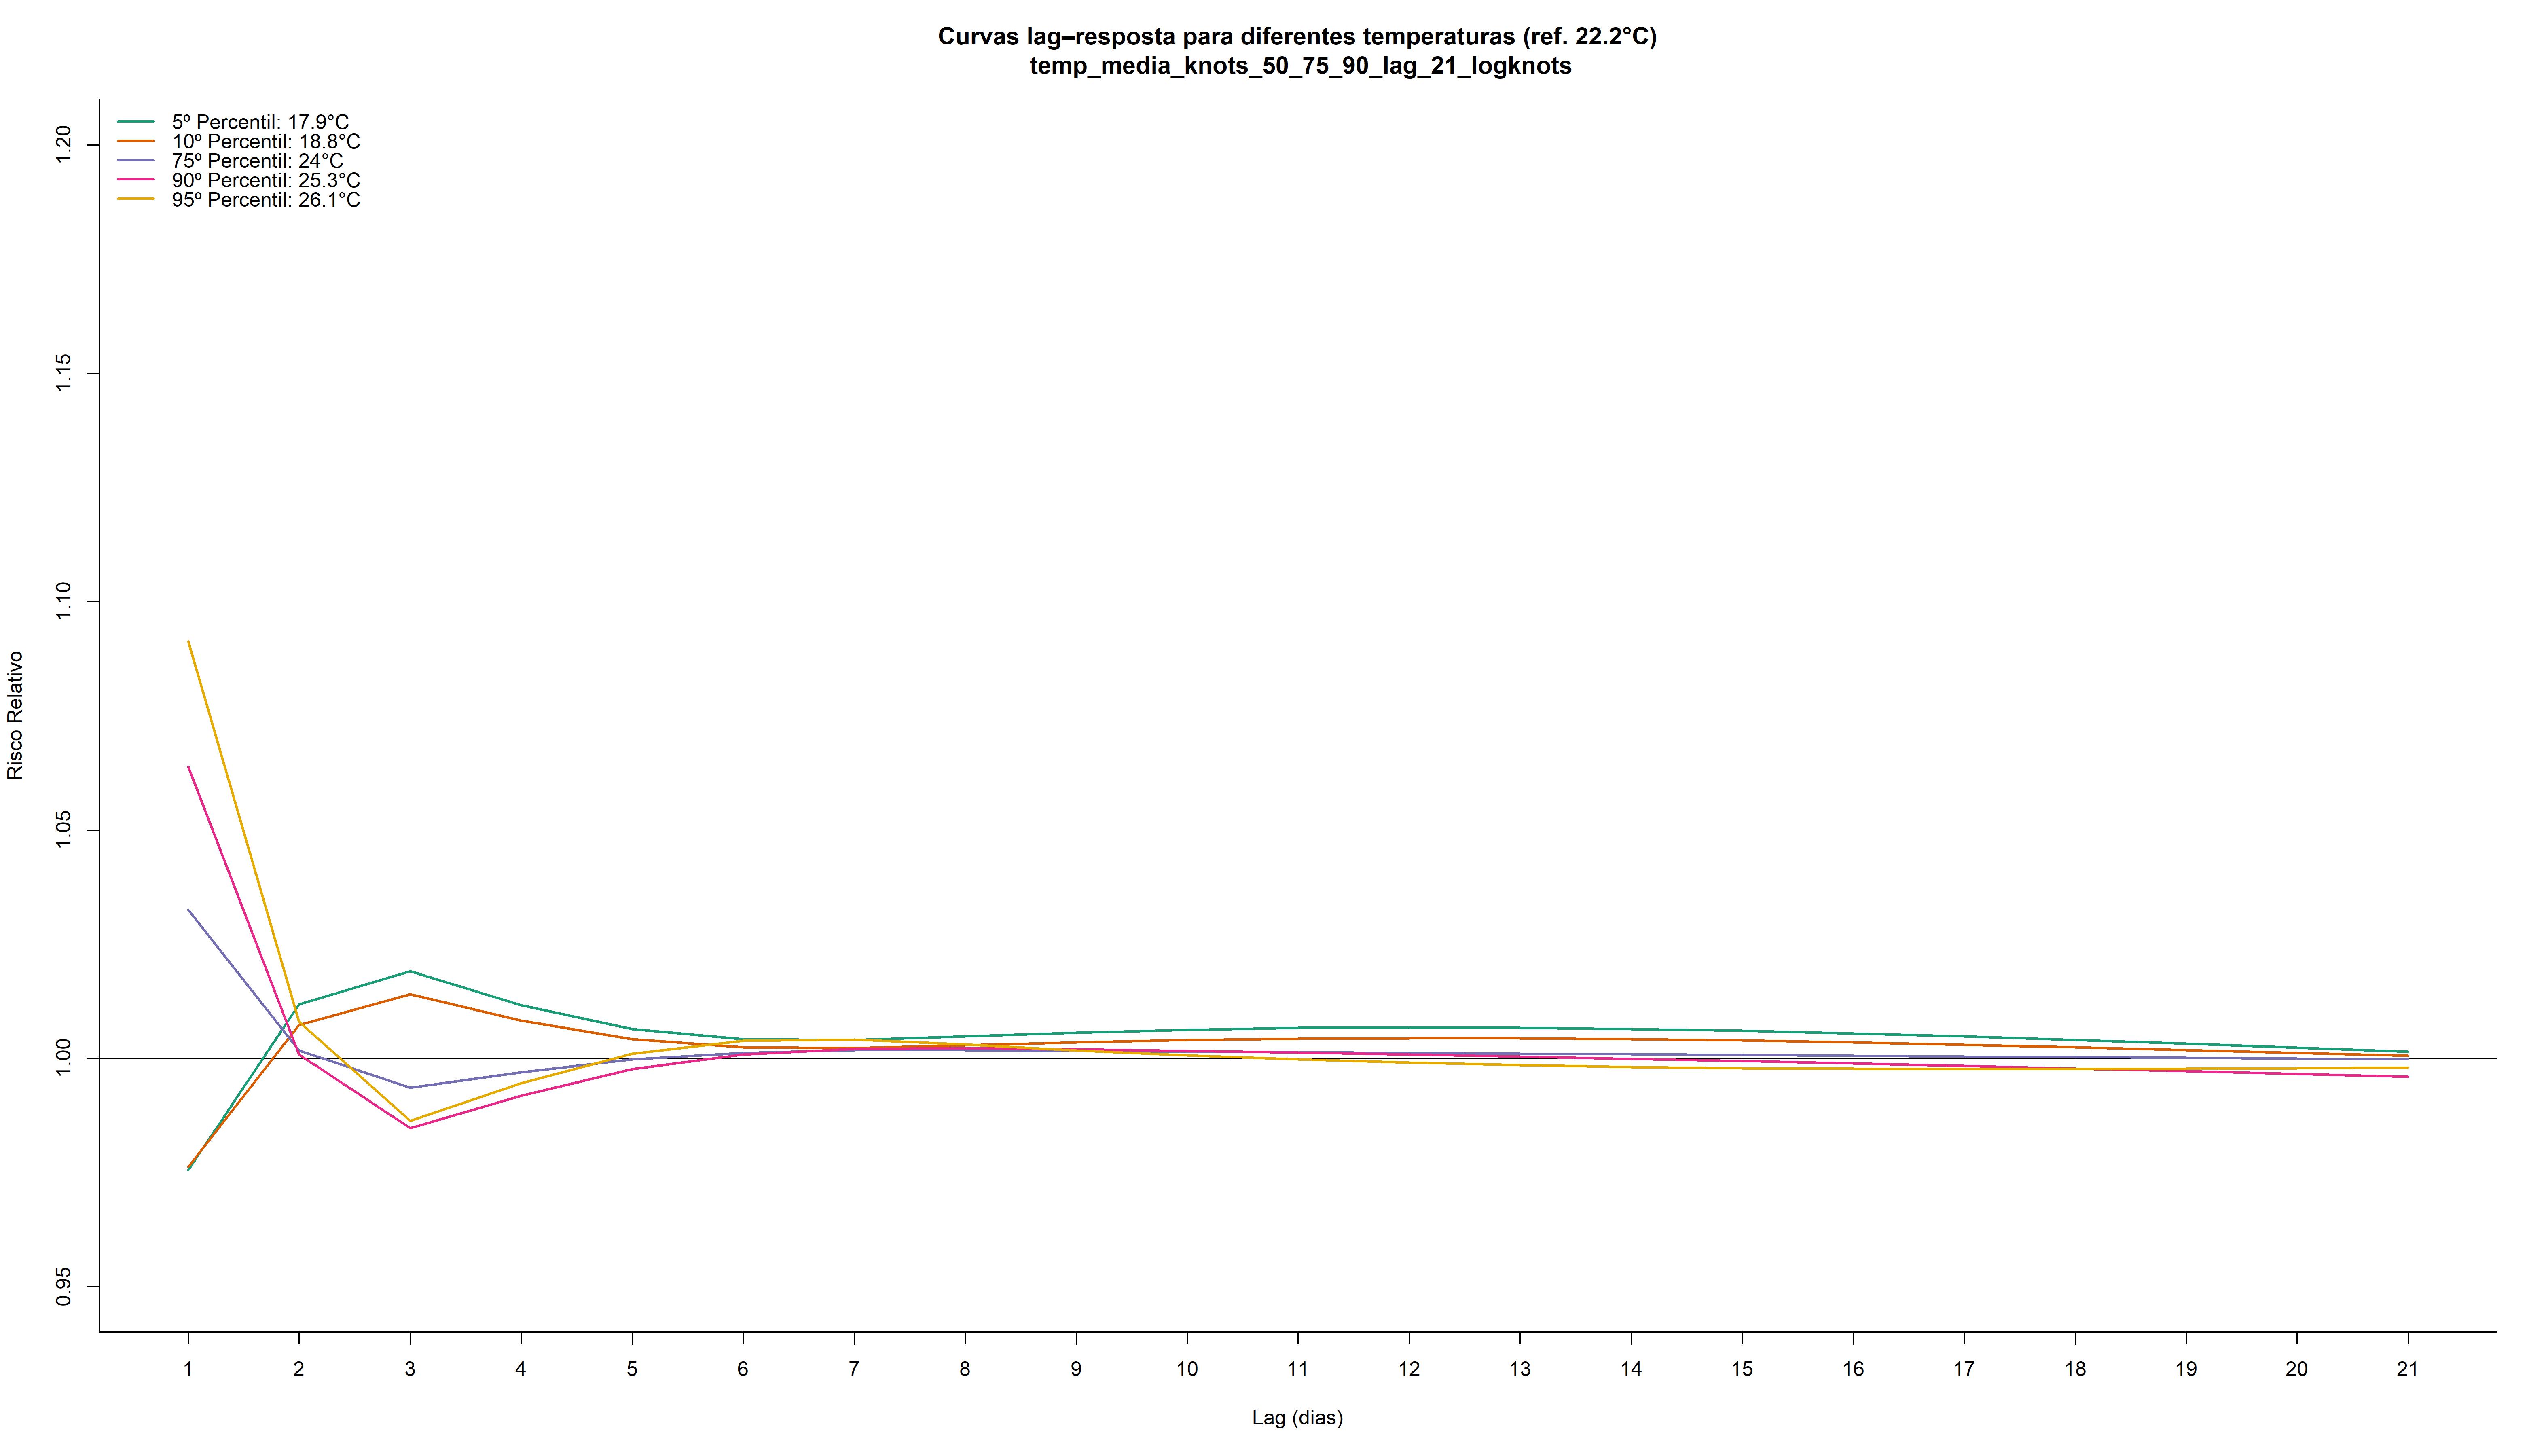 Curvas lag–resposta para diferentes temperaturas (ref. 22.2°C)
temp_media_knots_50_75_90_lag_21_logknots
5º Percentil: 17.9°C
10º Percentil: 18.8°C
75º Percentil: 24°C
90º Percentil: 25.3°C
95º Percentil: 26.1°C
Risco Relativo
1.20
1.15
1.10
1.05
1.00
0.95
1 2 3 4 5 6 7 8 9 10 11 12 13 14 15 16 17 18 19 20 21
Lag (dias)